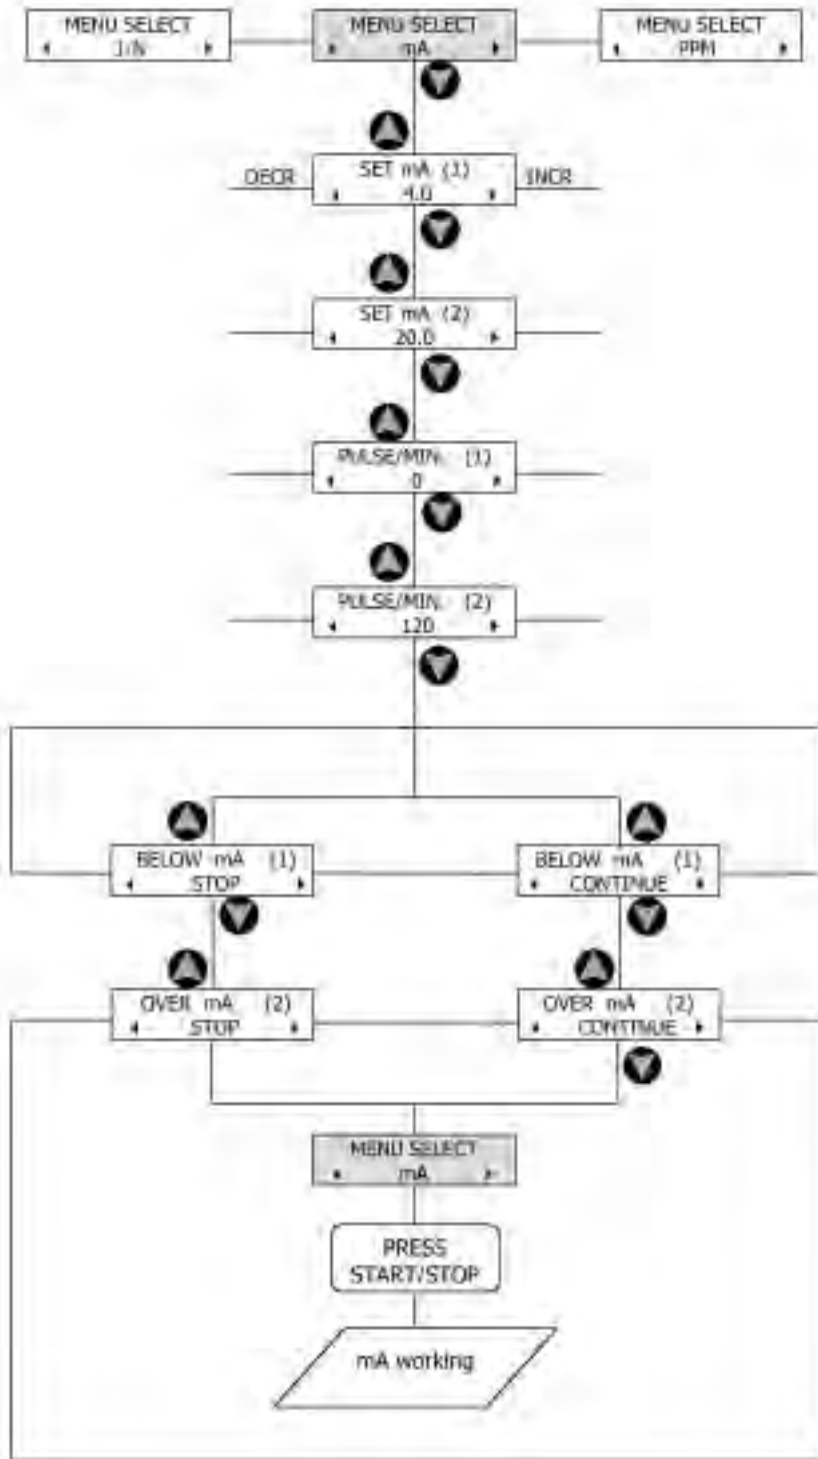 MENU SELECT
1:N
MENU SELECT
mA
MENU SELECT
PPM
DECR
SET mA (1)
4.0
INCR
SET mA (2)
20.0
PULSE/MIN. (1)
0
PULSE/MIN. (2)
120
BELOW mA (1)
STOP
BELOW mA (1)
CONTINUE
OVER mA (2)
STOP
OVER mA (2)
CONTINUE
MENU SELECT
mA
PRESS
START/STOP
mA working